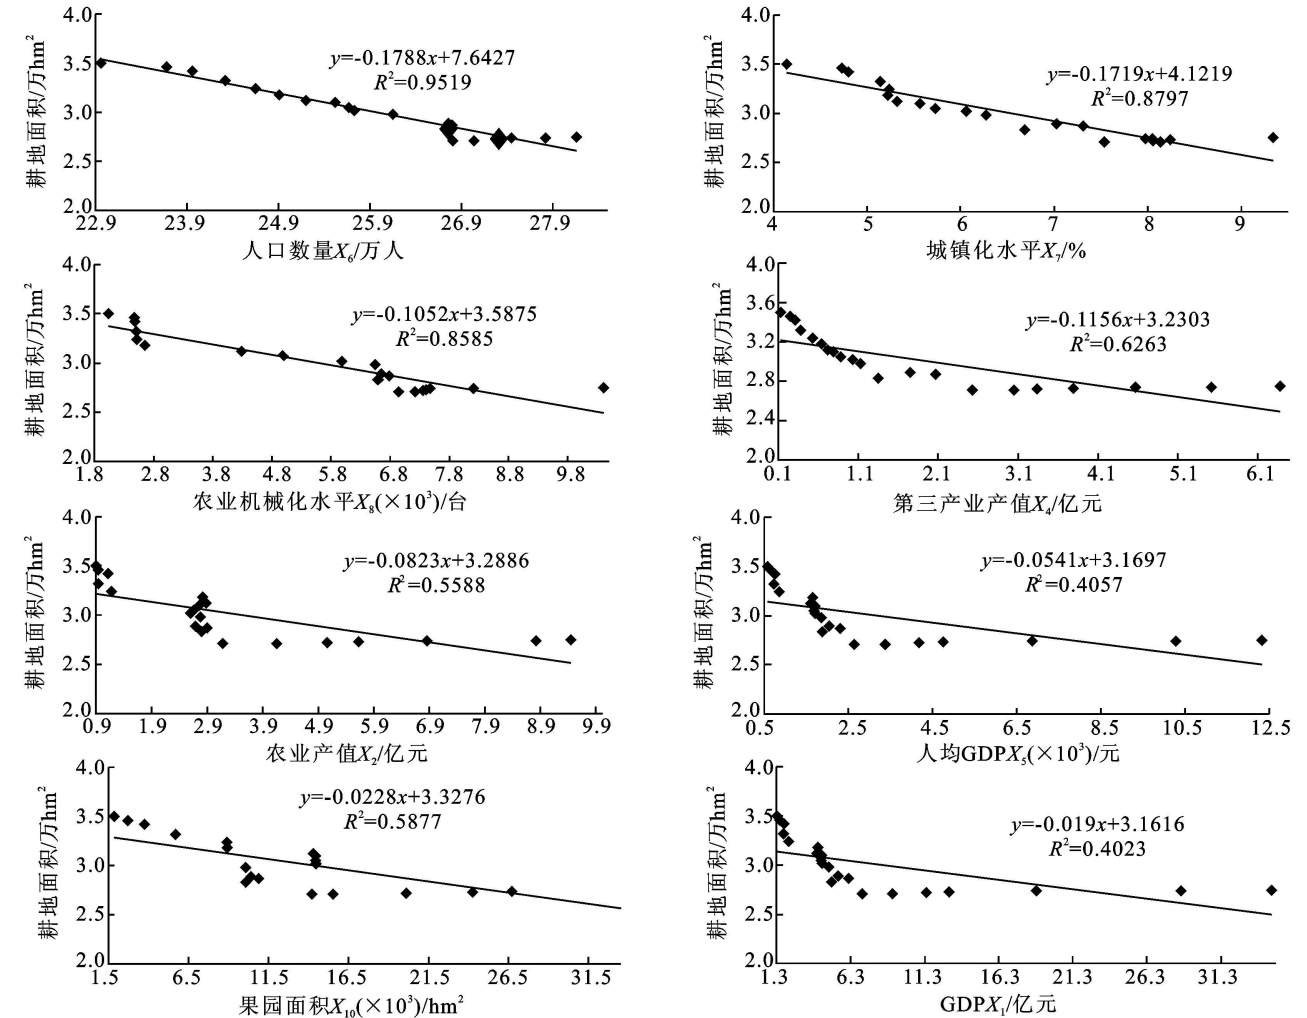 耕地面积/万hm²
4.0
3.5
3.0
2.5
2.0
y=-0.1788x+7.6427
R²=0.9519
22.9 23.9 24.9 25.9 26.9 27.9
人口数量X₆/万人
耕地面积/万hm²
4.0
3.5
3.0
2.5
2.0
y=-0.1719x+4.1219
R²=0.8797
4 5 6 7 8 9
城镇化水平X₇/%
耕地面积/万hm²
4.0
3.5
3.0
2.5
2.0
y=-0.1052x+3.5875
R²=0.8585
1.8 2.8 3.8 4.8 5.8 6.8 7.8 8.8 9.8
农业机械化水平X₈(×10³)/台
耕地面积/万hm²
4.0
3.6
3.2
2.8
2.4
2.0
y=-0.1156x+3.2303
R²=0.6263
0.1 1.1 2.1 3.1 4.1 5.1 6.1
第三产业产值X₄/亿元
耕地面积/万hm²
4.0
3.5
3.0
2.5
2.0
y=-0.0823x+3.2886
R²=0.5588
0.9 1.9 2.9 3.9 4.9 5.9 6.9 7.9 8.9 9.9
农业产值X₂/亿元
耕地面积/万hm²
4.0
3.5
3.0
2.5
2.0
y=-0.0541x+3.1697
R²=0.4057
0.5 2.5 4.5 6.5 8.5 10.5 12.5
人均GDPX₅(×10³)/元
耕地面积/万hm²
4.0
3.5
3.0
2.5
2.0
y=-0.0228x+3.3276
R²=0.5877
1.5 6.5 11.5 16.5 21.5 26.5 31.5
果园面积X₁₀(×10³)/hm²
耕地面积/万hm²
4.0
3.5
3.0
2.5
2.0
y=-0.019x+3.1616
R²=0.4023
1.3 6.3 11.3 16.3 21.3 26.3 31.3
GDPX₁/亿元